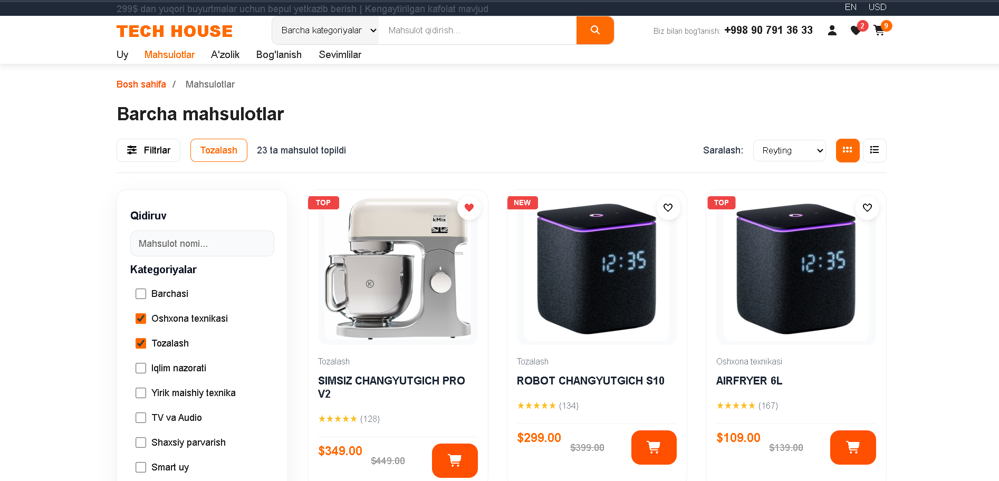 299$ dan yuqori buyurtmalar uchun bepul yetkazib berish | Kengaytirilgan kafolat mavjud
EN USD
TECH HOUSE
Barcha kategoriyalar
Mahsulot qidirish...
Biz bilan bog'lanish: +998 90 791 36 33
2
9
Uy Mahsulotlar A'zolik Bog'lanish Sevimlilar
Bosh sahifa / Mahsulotlar
Barcha mahsulotlar
Filtrlar
Tozalash
23 ta mahsulot topildi
Saralash:
Reyting
Qidiruv
Mahsulot nomi...
Kategoriyalar
Barchasi
Oshxona texnikasi
Tozalash
Iqlim nazorati
Yirik maishiy texnika
TV va Audio
Shaxsiy parvarish
Smart uy
TOP
KENWOOD
kMix
K
Tozalash
SIMSIZ CHANGYUTGICH PRO
V2
★★★★★ (128)
$349.00
$449.00
NEW
12:35
Tozalash
ROBOT CHANGYUTGICH S10
★★★★★ (134)
$299.00
$399.00
TOP
12:35
Oshxona texnikasi
AIRFRYER 6L
★★★★★ (167)
$109.00
$139.00